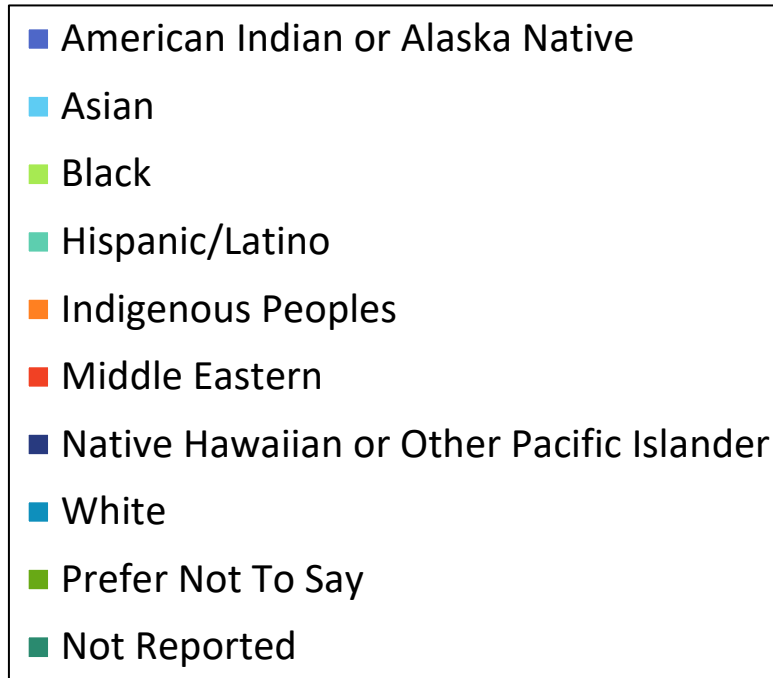 American Indian or Alaska Native
Asian
Black
Hispanic/Latino
Indigenous Peoples
Middle Eastern
Native Hawaiian or Other Pacific Islander
White
Prefer Not To Say
Not Reported